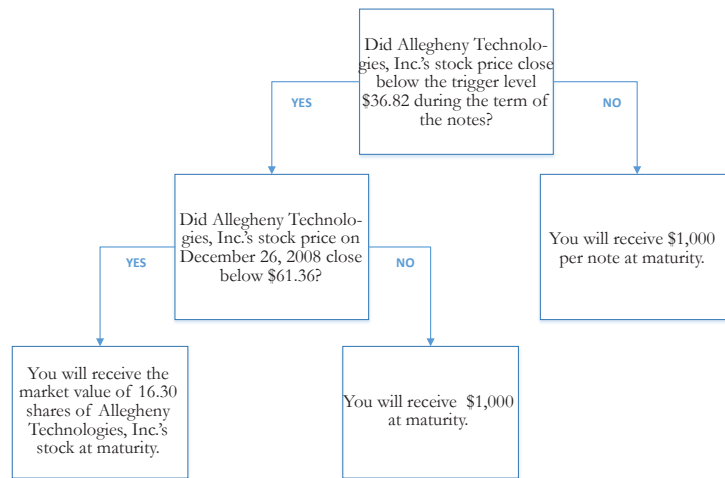 Did Allegheny Technolo-
gies, Inc.'s stock price close
below the trigger level
$36.82 during the term of
the notes?
YES
NO
Did Allegheny Technolo-
gies, Inc.'s stock price on
December 26, 2008 close
below $61.36?
You will receive $1,000
per note at maturity.
YES
NO
You will receive the
market value of 16.30
shares of Allegheny
Technologies, Inc.'s
stock at maturity.
You will receive $1,000
at maturity.